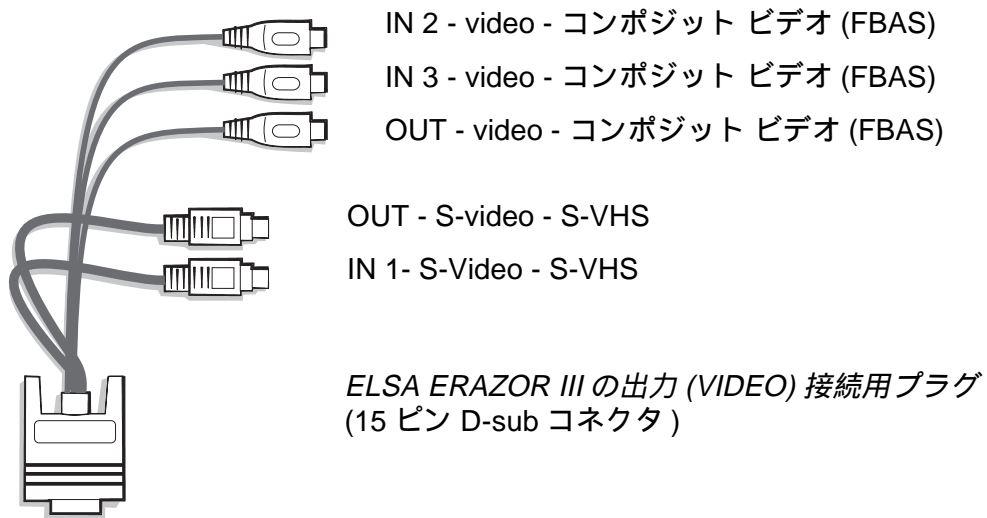 IN 2 - video - コンポジット ビデオ (FBAS)
IN 3 - video - コンポジット ビデオ (FBAS)
OUT - video - コンポジット ビデオ (FBAS)
OUT - S-video - S-VHS
IN 1- S-Video - S-VHS
ELSA ERAZOR III の出力 (VIDEO) 接続用プラグ
(15 ピン D-sub コネクタ )